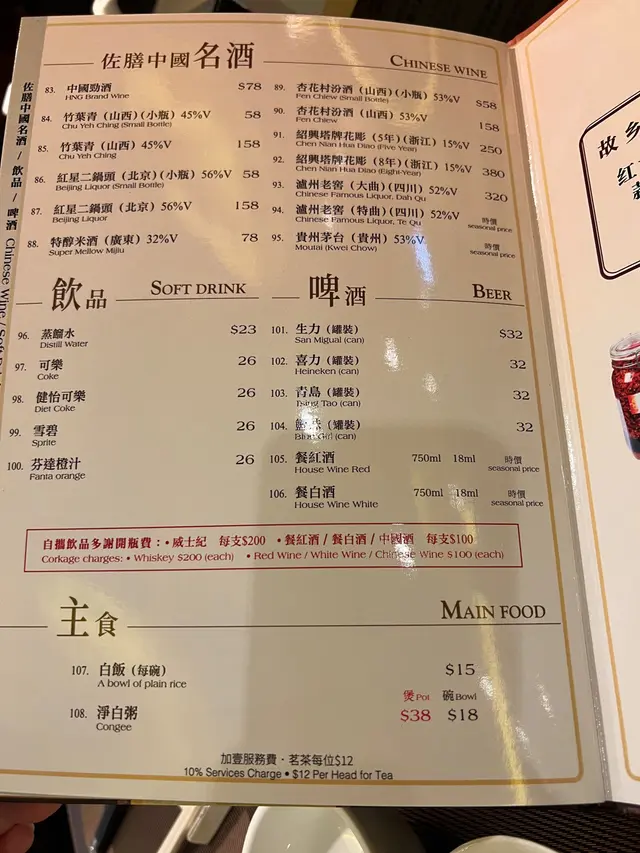 佐膳中國名酒 CHINESE WINE
83. 中國勁酒 $78
HNG Brand Wine
84. 竹葉青（山西）(小瓶）45%V 58
Chu Yeh Ching (Small Bottle)
85. 竹葉青（山西）45%V 158
Chu Yeh Ching
86. 紅星二鍋頭（北京）(小瓶）56%V 58
Beijing Liquor (Small Bottle)
87. 紅星二鍋頭（北京）56%V 158
Beijing Liquor
88. 特醇米酒（廣東）32%V 78
Super Mellow Mijiu
89. 杏花村汾酒（山西）(小瓶）53%V $58
Fen Chiew (Small Bottle)
90. 杏花村汾酒（山西）53%V 158
Fen Chiew
91. 紹興塔牌花彫（5年）(浙江）15%V 250
Chen Nian Hua Diao (Five Year)
92. 紹興塔牌花彫（8年）(浙江）15%V 380
Chen Nian Hua Diao (Eight-Year)
93. 瀘州老窖（大曲）(四川）52%V 320
Chinese Famous Liquor, Dah Qu
94. 瀘州老窖（特曲）(四川）52%V 時價
Chinese Famous Liquor, Te Qu seasonal price
95. 貴州茅台（貴州）53%V 時價
Moutai (Kwei Chow) seasonal price
飲品 SOFT DRINK
96. 蒸餾水 $23
Distill Water
97. 可樂 26
Coke
98. 健怡可樂 26
Diet Coke
99. 雪碧 26
Sprite
100. 芬達橙汁 26
Fanta orange
啤酒 BEER
101. 生力（罐裝） $32
San Migual (can)
102. 喜力（罐裝） 32
Heineken (can)
103. 青島（罐裝） 32
Tsing Tao (can)
104. （罐裝） 32
Blue Girl (can)
105. 餐紅酒 750ml 18ml 時價
House Wine Red seasonal price
106. 餐白酒 750ml 18ml 時價
House Wine White seasonal price
自攜飲品多謝開瓶費：•威士紀 每支$200 •餐紅酒 / 餐白酒 / 中國酒 每支$100
Corkage charges: • Whiskey $200 (each) • Red Wine / White Wine / Chinese Wine $100 (each)
主食 MAIN FOOD
107. 白飯（每碗） $15
A bowl of plain rice
煲Pot 碗Bowl
108. 淨白粥 $38 $18
Congee
加壹服務費・茗茶每位$12
10% Services Charge • $12 Per Head for Tea
佐膳中國名酒 / 飲品 / 啤酒 Chinese Wine /
故乡
红